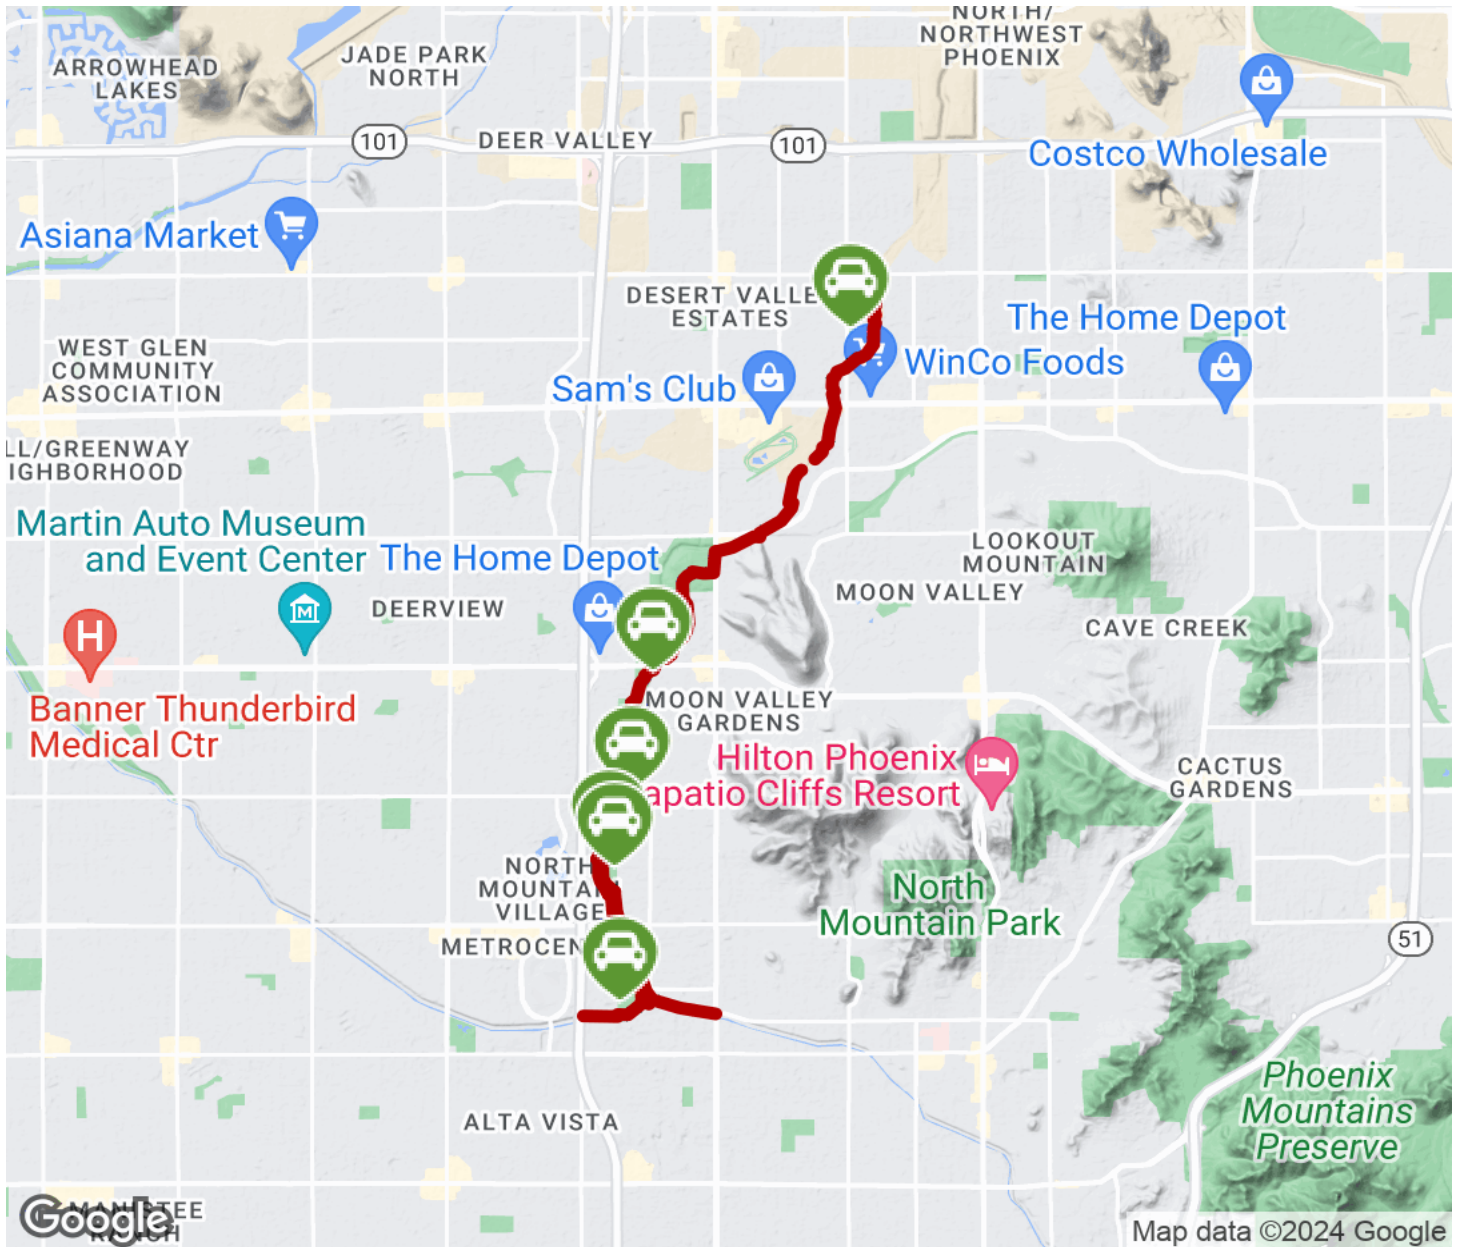 NORTH/
NORTHWEST
PHOENIX
JADE PARK
NORTH
ARROWHEAD
LAKES
101
DEER VALLEY
101
Costco Wholesale
Asiana Market
DESERT VALLE
ESTATES
The Home Depot
WEST GLEN
COMMUNITY
ASSOCIATION
Sam's Club
WinCo Foods
LL/GREENWAY
IGHBORHOOD
Martin Auto Museum
and Event Center
The Home Depot
LOOKOUT
MOUNTAIN
MOON VALLEY
DEERVIEW
M
H
CAVE CREEK
Banner Thunderbird
Medical Ctr
MOON VALLEY
GARDENS
Hilton Phoenix
apatio Cliffs Resort
CACTUS
GARDENS
NORTH
MOUNTAIN
VILLAGE
North
Mountain Park
METROCEN
51
Phoenix
Mountains
Preserve
ALTA VISTA
MANISTEE
RANCH
Google
Map data ©2024 Google